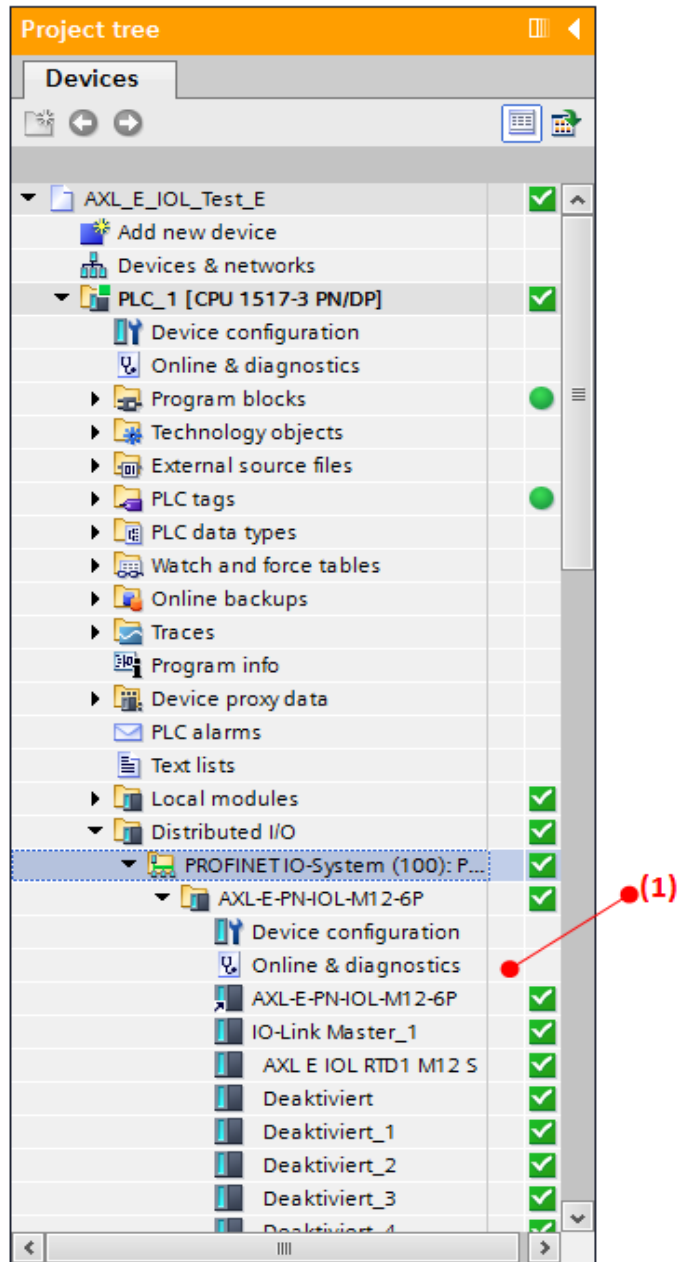 Project tree
Devices
AXL_E_IOL_Test_E
Add new device
Devices & networks
PLC_1 [CPU 1517-3 PN/DP]
Device configuration
Online & diagnostics
Program blocks
Technology objects
External source files
PLC tags
PLC data types
Watch and force tables
Online backups
Traces
Program info
Device proxy data
PLC alarms
Text lists
Local modules
Distributed I/O
PROFINET IO-System (100): P...
AXL-E-PN-IOL-M12-6P
(1)
Device configuration
Online & diagnostics
AXL-E-PN-IOL-M12-6P
IO-Link Master_1
AXL E IOL RTD1 M12 S
Deaktiviert
Deaktiviert_1
Deaktiviert_2
Deaktiviert_3
Deaktiviert_4